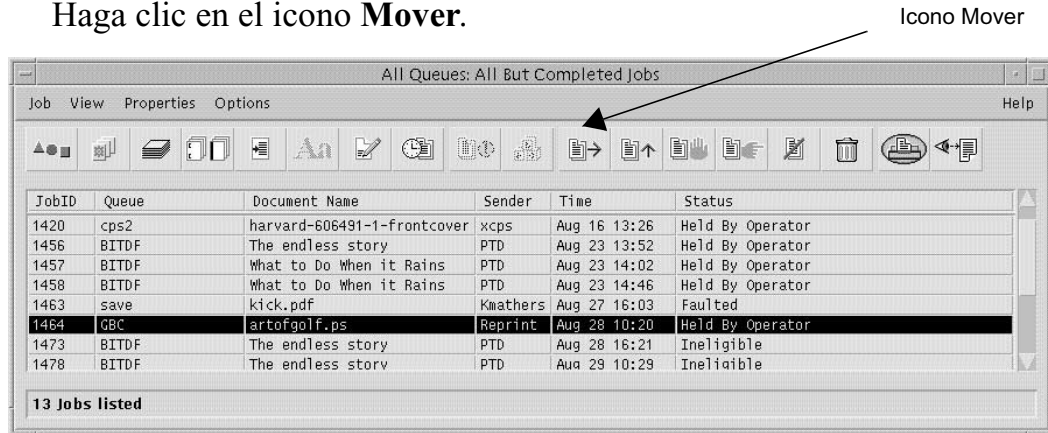 Haga clic en el icono Mover.
Icono Mover
All Queues: All But Completed Jobs
Job View Properties Options Help
Aa
JobID Queue Document Name Sender Time Status
1420 cps2 harvard-606491-1-frontcover xcps Aug 16 13:26 Held By Operator
1456 BITDF The endless story PTD Aug 23 13:52 Held By Operator
1457 BITDF What to Do When it Rains PTD Aug 23 14:02 Held By Operator
1458 BITDF What to Do When it Rains PTD Aug 23 14:46 Held By Operator
1463 save kick.pdf Kmathers Aug 27 16:03 Faulted
1464 GBC artofgolf.ps Reprint Aug 28 10:20 Held By Operator
1473 BITDF The endless story PTD Aug 28 16:21 Ineligible
1478 BITDF The endless story PTD Aug 29 10:29 Ineligible
13 Jobs listed